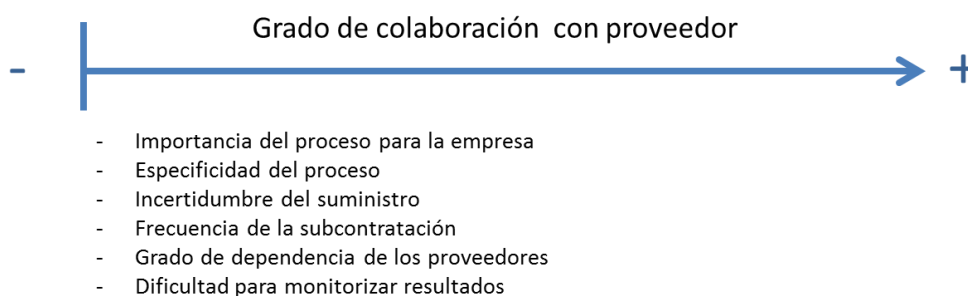 Grado de colaboración con proveedor
- +
- Importancia del proceso para la empresa
- Especificidad del proceso
- Incertidumbre del suministro
- Frecuencia de la subcontratación
- Grado de dependencia de los proveedores
- Dificultad para monitorizar resultados